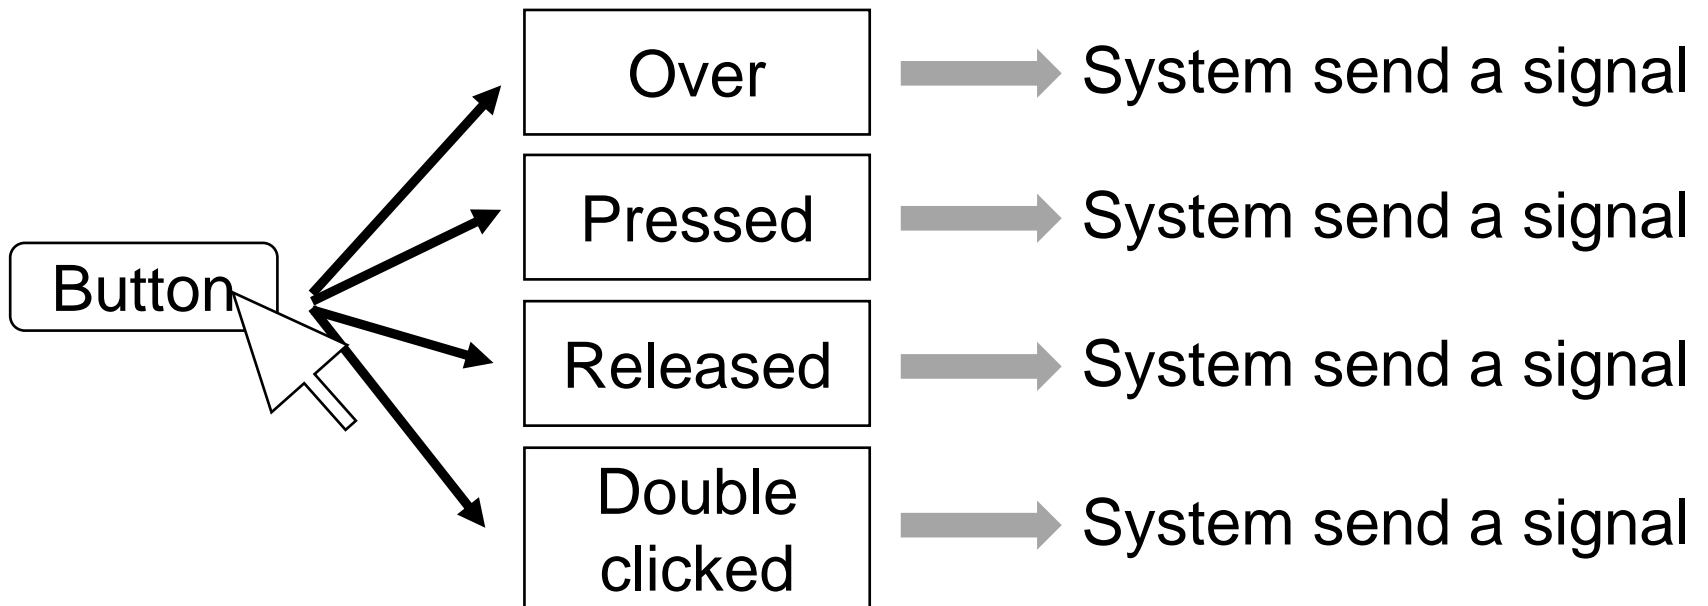 Over
System send a signal
Pressed
System send a signal
Button
Released
System send a signal
Double
clicked
System send a signal